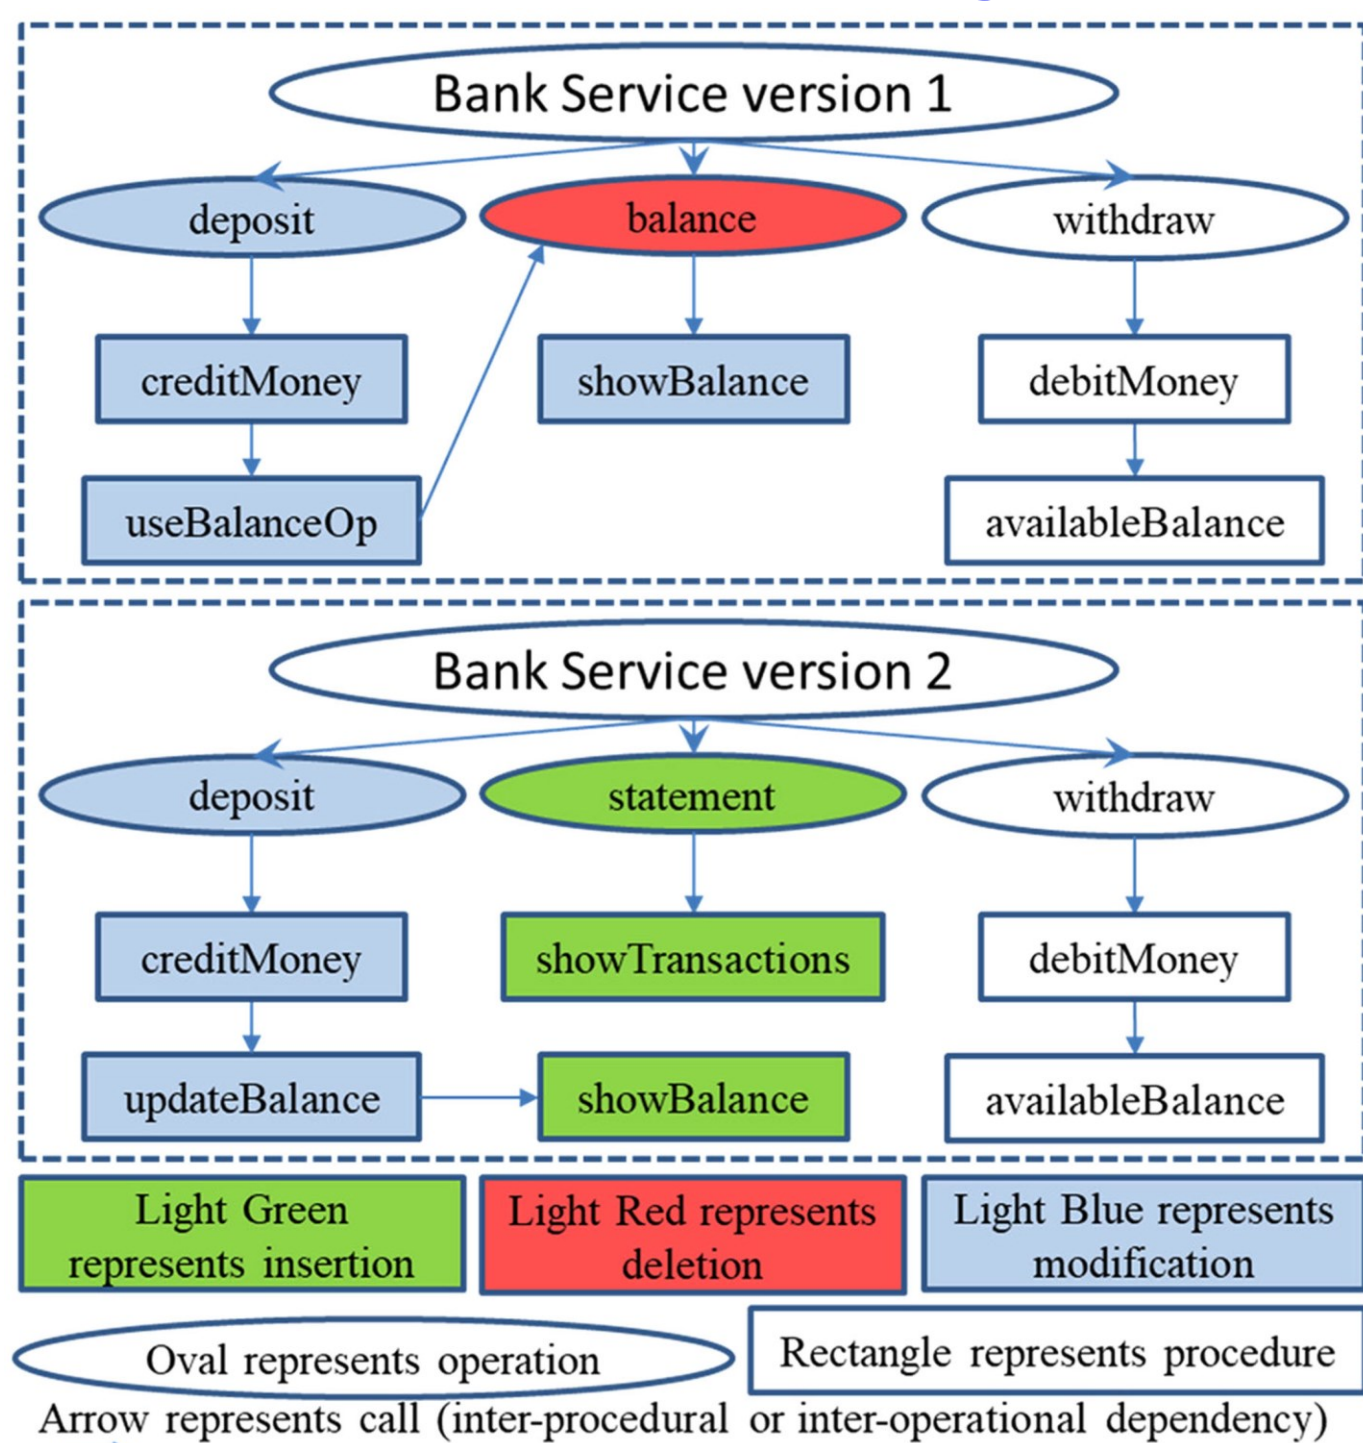 Bank Service version 1
deposit
balance
withdraw
creditMoney
showBalance
debitMoney
useBalanceOp
availableBalance
Bank Service version 2
deposit
statement
withdraw
creditMoney
showTransactions
debitMoney
updateBalance
showBalance
availableBalance
Light Green
represents insertion
Light Red represents
deletion
Light Blue represents
modification
Oval represents operation
Rectangle represents procedure
Arrow represents call (inter-procedural or inter-operational dependency)